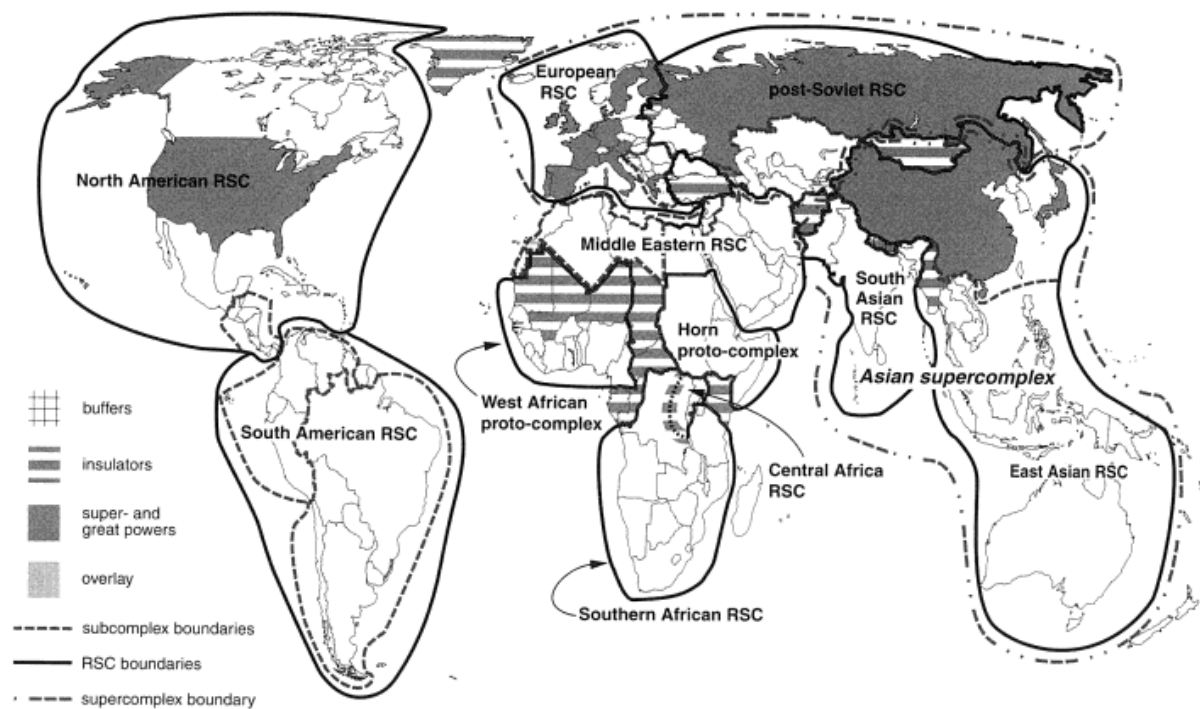 European
RSC
post-Soviet RSC
North American RSC
Middle Eastern RSC
South
Asian
RSC
Horn
proto-complex
Asian supercomplex
West African
proto-complex
South American RSC
Central Africa
RSC
East Asian RSC
Southern African RSC
buffers
insulators
super- and
great powers
overlay
subcomplex boundaries
RSC boundaries
supercomplex boundary